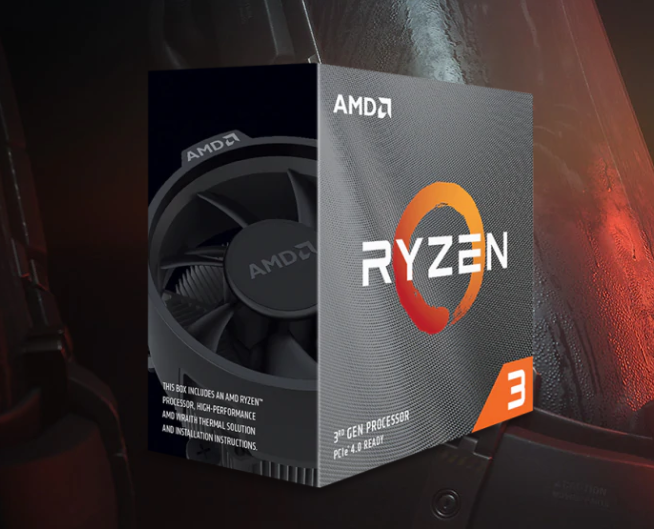 AMD
AMD
THIS BOX INCLUDES AN AMD RYZEN™
PROCESSOR, HIGH-PERFORMANCE
AMD WRAITH THERMAL SOLUTION
AND INSTALLATION INSTRUCTIONS.
AMD
RYZEN
3
3RD GEN PROCESSOR
PCIe® 4.0 READY